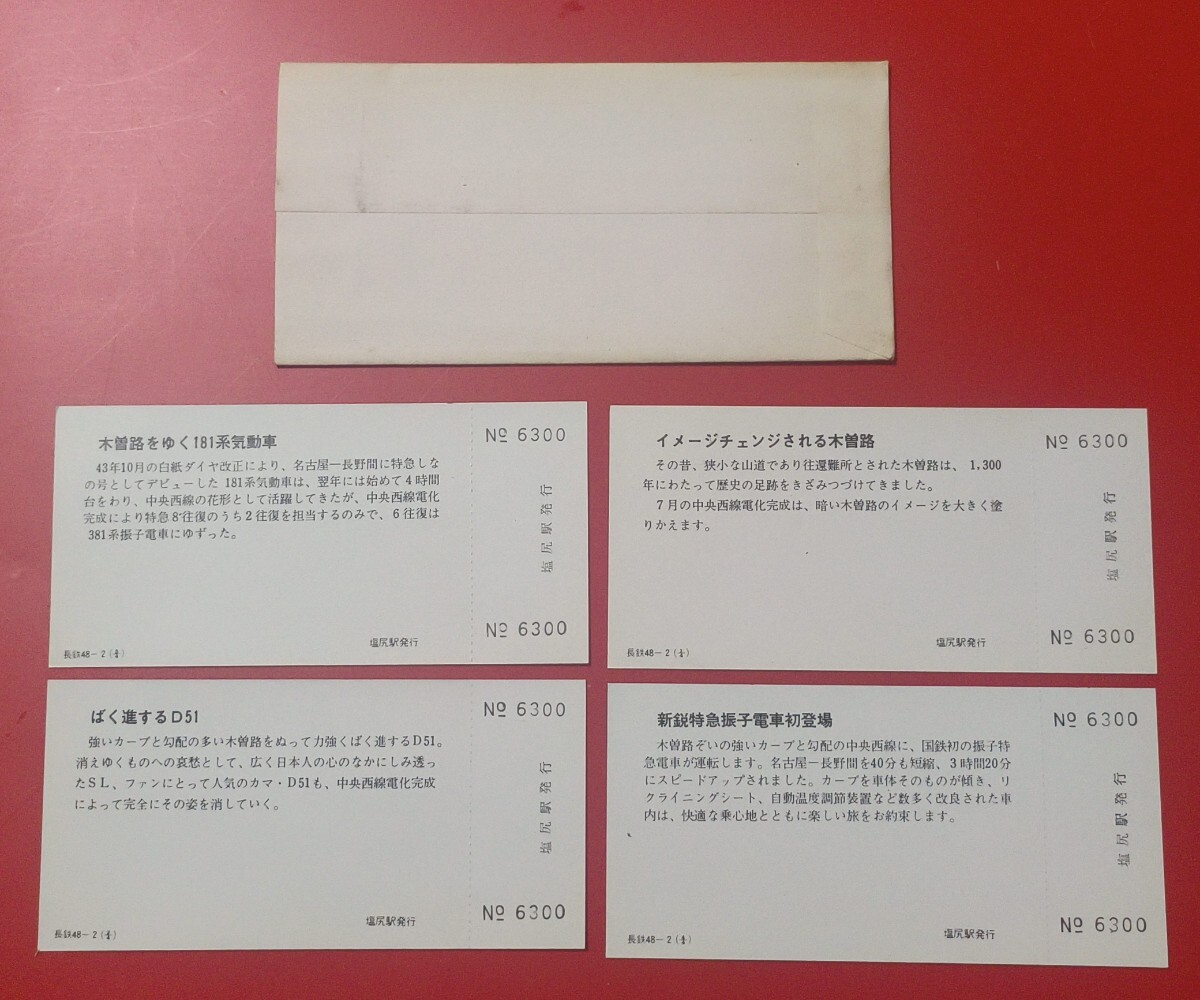 木曽路をゆく181系気動車
43年10月の白紙ダイヤ改正により、名古屋ー長野間に特急しな
の号としてデビューした 181系気動車は、翌年には始めて4時間
台をわり、中央西線の花形として活躍してきたが、中央西線電化
完成により特急8往復のうち2往復を担当するのみで、6往復は
381系振子電車にゆずった。
塩尻駅発行
長鉄48−2(
№ 6300
塩尻駅発行
№ 6300
イメージチェンジされる木曽路
その昔、狭小な山道であり往還難所とされた木曽路は、1,300
年にわたって歴史の足跡をきざみつづけてきました。
7月の中央西線電化完成は、暗い木曽路のイメージを大きく塗
りかえます。
塩尻駅発行
長鉄48−2(
№ 6300
塩尻駅発行
№ 6300
ばく進するD51
強いカーブと勾配の多い木曽路をぬって力強くばく進するD51。
消えゆくものへの哀愁として、広く日本人の心のなかにしみ透っ
たSL、ファンにとって人気のカマ・D51も、中央西線電化完成
によって完全にその姿を消していく。
塩尻駅発行
長鉄48−2(
№ 6300
塩尻駅発行
№ 6300
新鋭特急振子電車初登場
木曽路ぞいの強いカーブと勾配の中央西線に、国鉄初の振子特
急電車が運転します。名古屋ー長野間を40分も短縮、3時間20分
にスピードアップされました。カーブを車体そのものが傾き、リ
クライニングシート、自動温度調節装置など数多く改良された車
内は、快適な乗心地とともに楽しい旅をお約束します。
塩尻駅発行
長鉄48−2(
№ 6300
塩尻駅発行
№ 6300